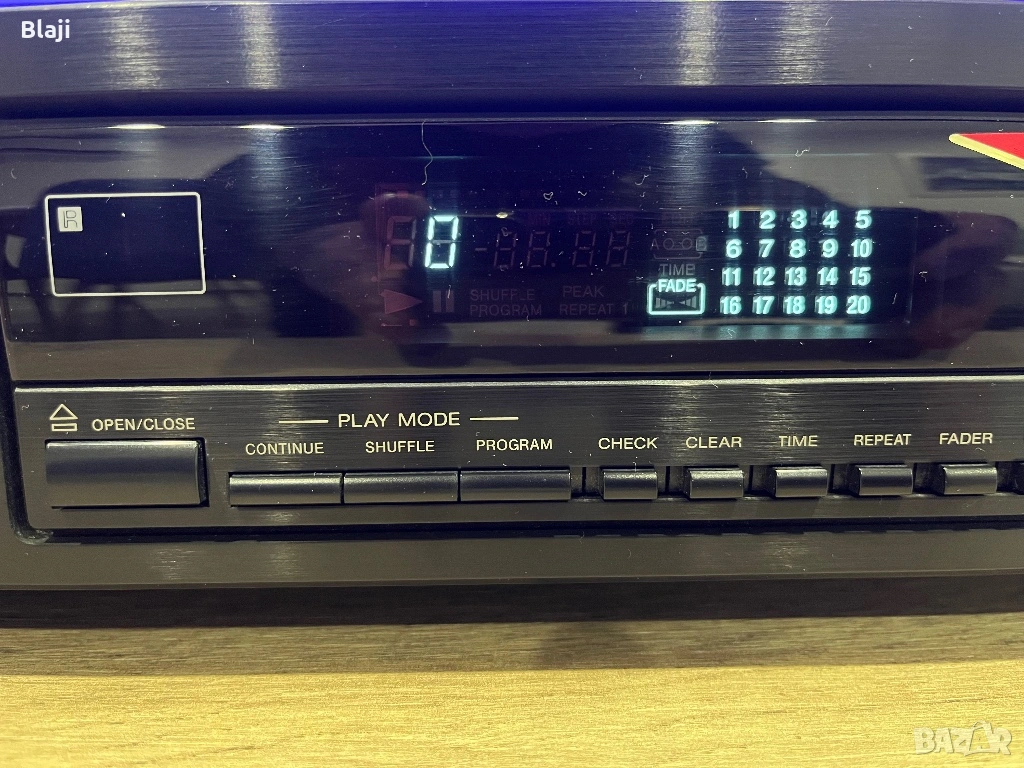 Blaji
R
0
1 2 3 4 5
6 7 8 9 10
TIME
11 12 13 14 15
FADE
SHUFFLE PEAK
PROGRAM REPEAT 1
16 17 18 19 20
OPEN/CLOSE
PLAY MODE
CONTINUE SHUFFLE PROGRAM CHECK CLEAR TIME REPEAT FADER
BAZAR